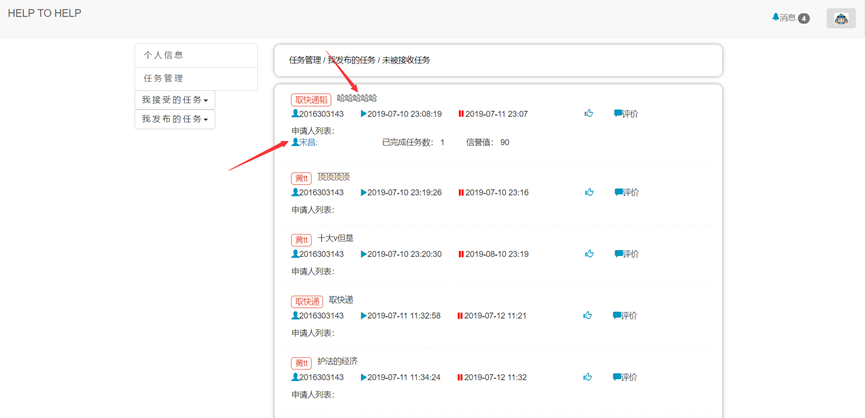 HELP TO HELP
消息 4
个人信息
任务管理
我接受的任务
我发布的任务
任务管理 / 我发布的任务 / 未被接收任务
取快递韬 哈哈哈哈哈
2016303143 2019-07-10 23:08:19 2019-07-11 23:07 评价
申请人列表:
宋昌: 已完成任务数: 1 信誉值: 90
黄tt 顶顶顶顶
2016303143 2019-07-10 23:19:26 2019-07-10 23:16 评价
申请人列表:
黄tt 十大v但是
2016303143 2019-07-10 23:20:30 2019-08-10 23:19 评价
申请人列表:
取快递 取快递
2016303143 2019-07-11 11:32:58 2019-07-12 11:21 评价
申请人列表:
黄tt 护法的经济
2016303143 2019-07-11 11:34:24 2019-07-12 11:32 评价
申请人列表: